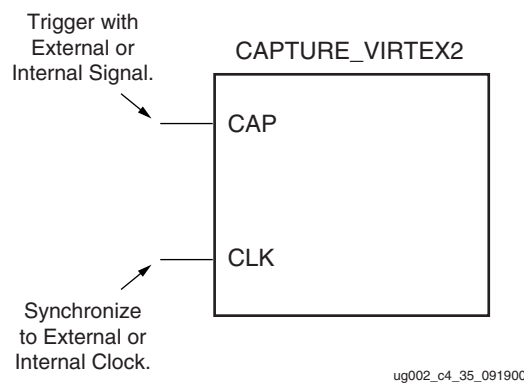 Trigger with
External or
Internal Signal.
CAPTURE_VIRTEX2
CAP
CLK
Synchronize
to External or
Internal Clock.
ug002_c4_35_091900